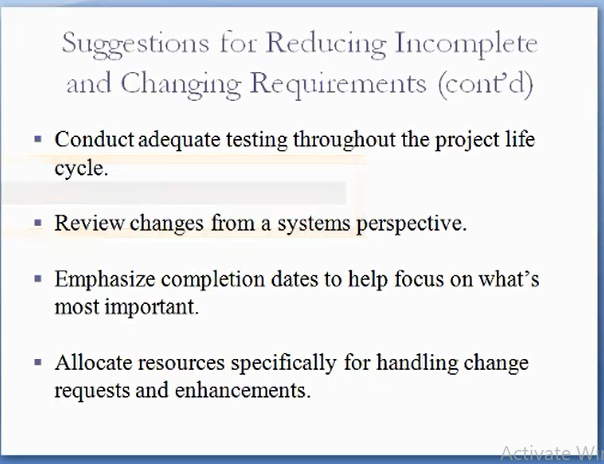 Suggestions for Reducing Incomplete
and Changing Requirements (cont'd)
▪ Conduct adequate testing throughout the project life
cycle.
▪ Review changes from a systems perspective.
▪ Emphasize completion dates to help focus on what's
most important.
▪ Allocate resources specifically for handling change
requests and enhancements.
Activate